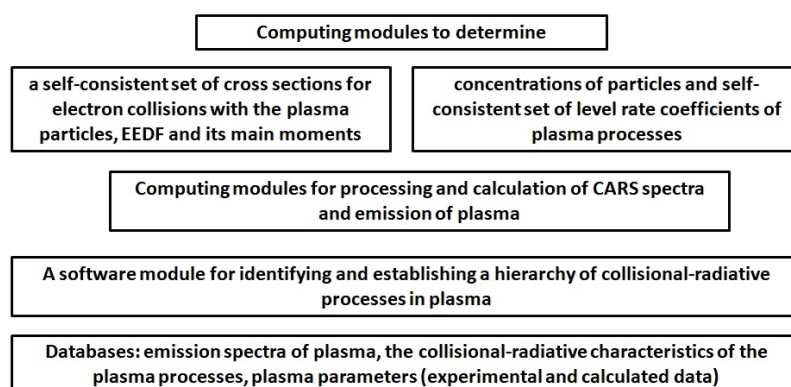 Computing modules to determine
a self-consistent set of cross sections for
electron collisions with the plasma
particles, EEDF and its main moments
concentrations of particles and self-
consistent set of level rate coefficients of
plasma processes
Computing modules for processing and calculation of CARS spectra
and emission of plasma
A software module for identifying and establishing a hierarchy of collisional-radiative
processes in plasma
Databases: emission spectra of plasma, the collisional-radiative characteristics of the
plasma processes, plasma parameters (experimental and calculated data)